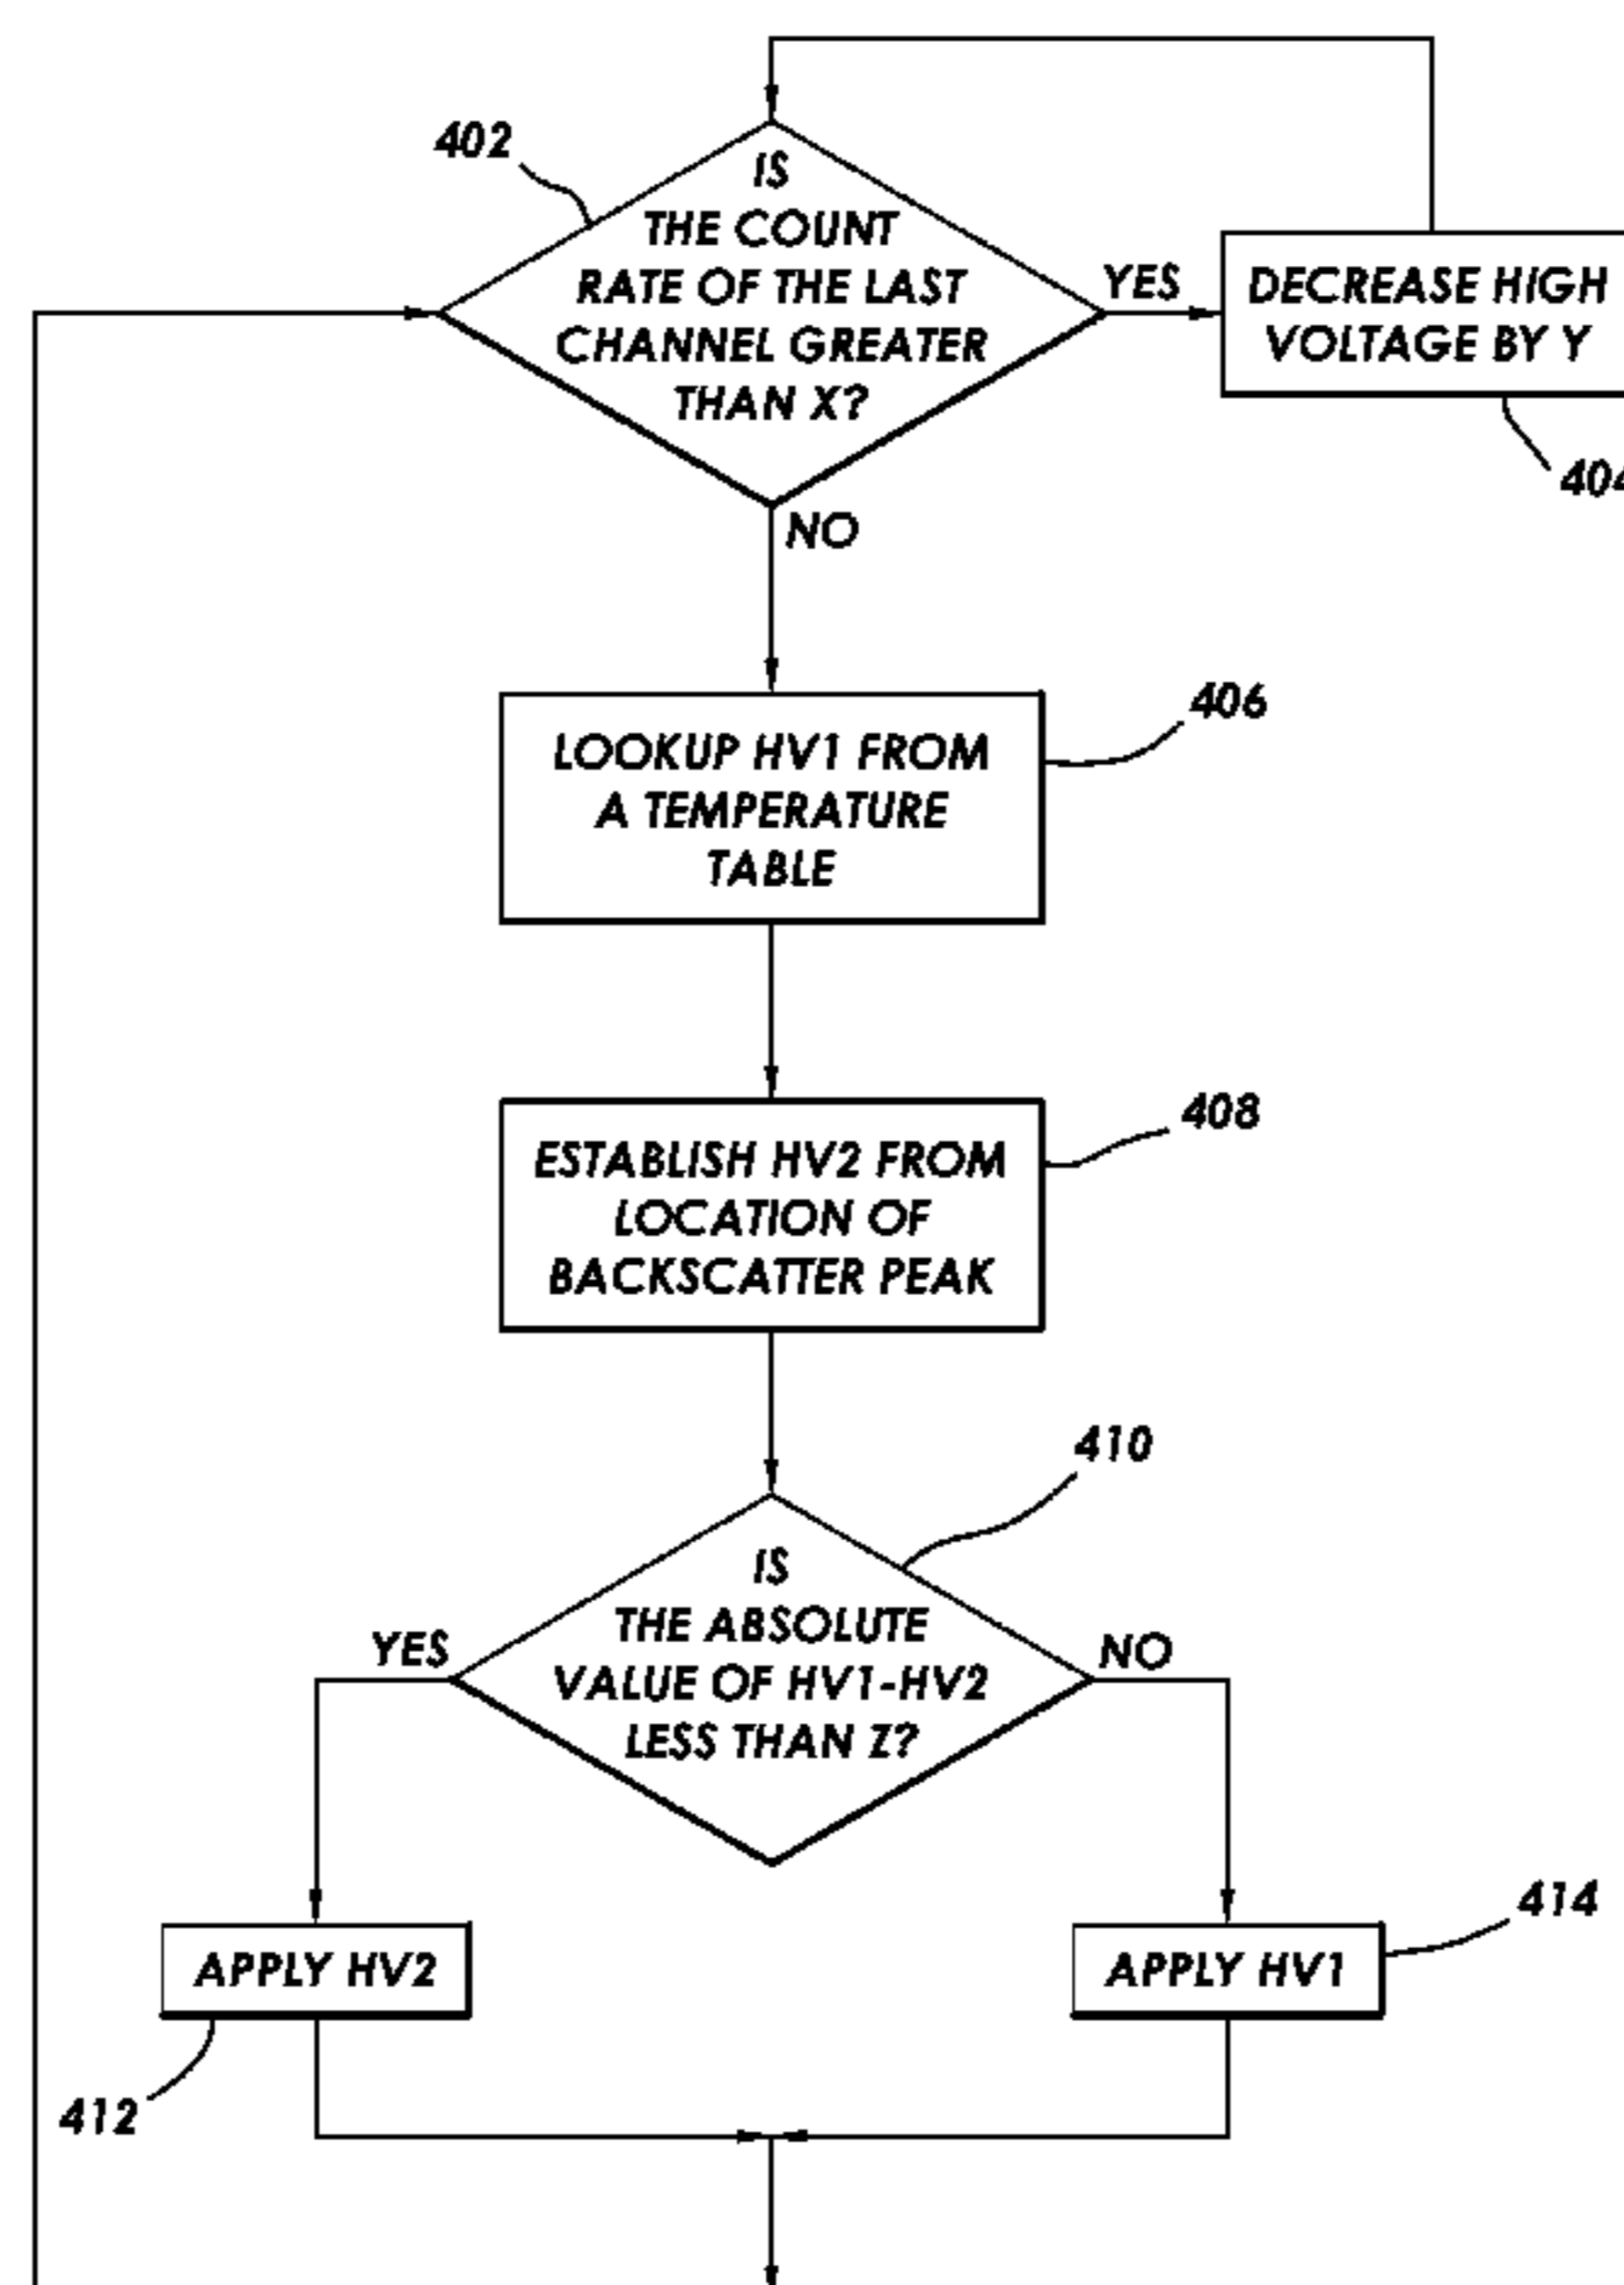 402
IS
THE COUNT
RATE OF THE LAST
CHANNEL GREATER
THAN X?
YES
DECREASE HIGH
VOLTAGE BY Y
404
NO
LOOKUP HV1 FROM
A TEMPERATURE
TABLE
406
ESTABLISH HV2 FROM
LOCATION OF
BACKSCATTER PEAK
408
410
IS
THE ABSOLUTE
VALUE OF HV1-HV2
LESS THAN Z?
YES
NO
APPLY HV2
412
APPLY HV1
414